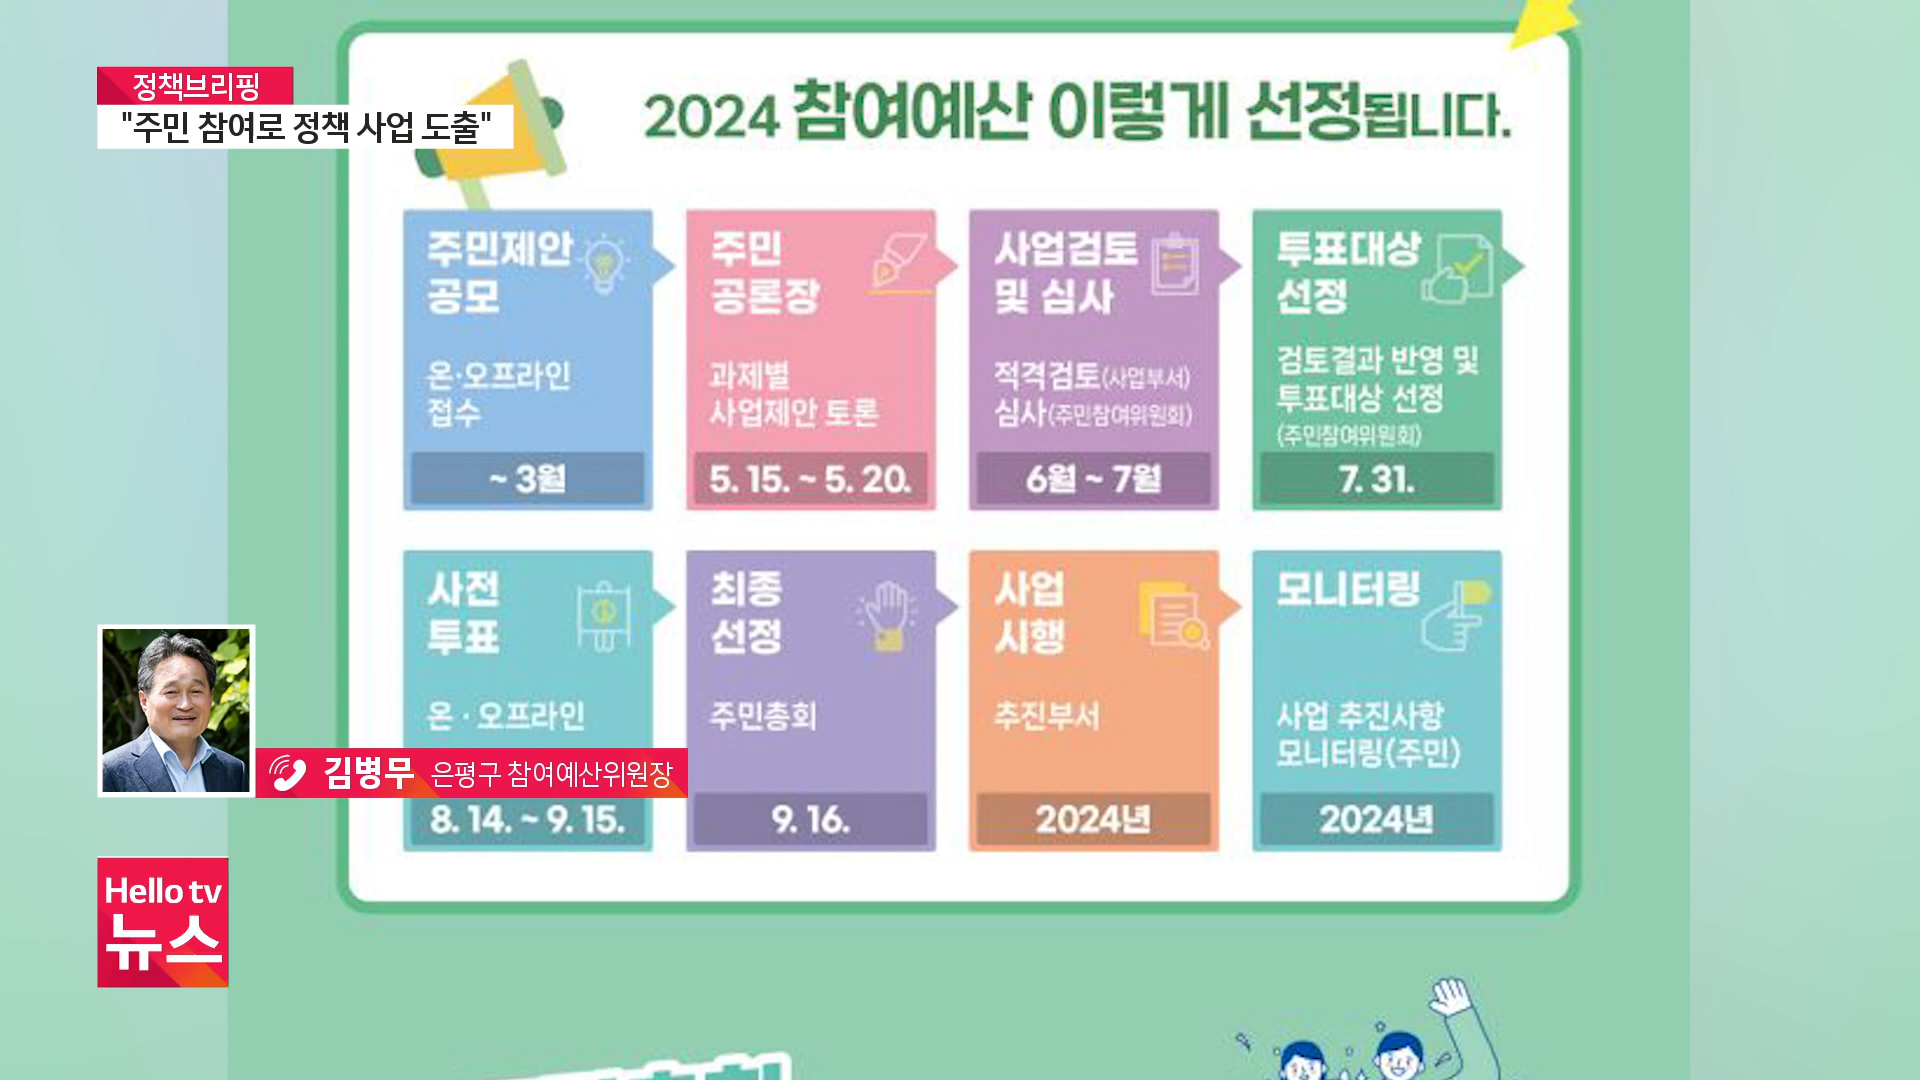 정책브리핑
"주민 참여로 정책 사업 도출"
2024 참여예산 이렇게 선정됩니다.
주민제안
공모
온·오프라인
접수
~ 3월
주민
공론장
과제별
사업제안 토론
5. 15. ~ 5. 20.
사업검토
및 심사
적격검토(사업부서)
심사(주민참여위원회)
6월 ~ 7월
투표대상
선정
검토결과 반영 및
투표대상 선정
(주민참여위원회)
7. 31.
사전
투표
온 · 오프라인
8. 14. ~ 9. 15.
최종
선정
주민총회
9. 16.
사업
시행
추진부서
2024년
모니터링
사업 추진사항
모니터링(주민)
2024년
김병무 은평구 참여예산위원장
Hello tv
뉴스